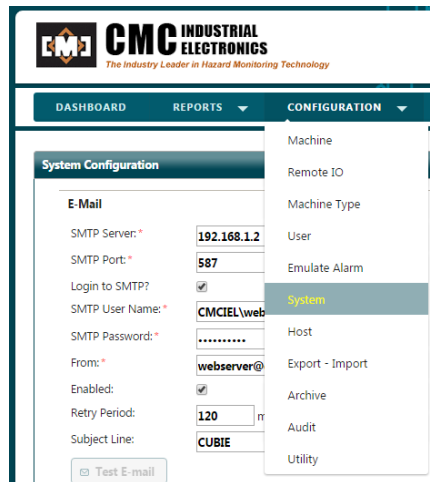 CMC INDUSTRIAL ELECTRONICS
The Industry Leader in Hazard Monitoring Technology
DASHBOARD REPORTS CONFIGURATION
Machine
Remote IO
Machine Type
User
Emulate Alarm
System
Host
Export - Import
Archive
Audit
Utility
System Configuration
E-Mail
SMTP Server:* 192.168.1.2
SMTP Port:* 587
Login to SMTP?
SMTP User Name:* CMCIEL\web
SMTP Password:* ••••••••••
From:* webserver@
Enabled:
Retry Period: 120 m
Subject Line: CUBIE
Test E-mail